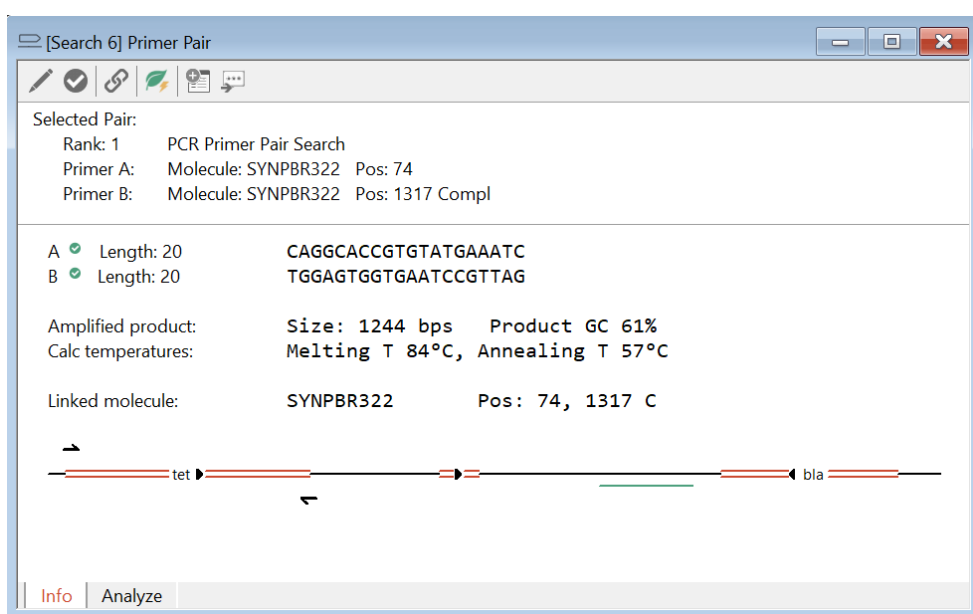 [Search 6] Primer Pair
Selected Pair:
Rank: 1 PCR Primer Pair Search
Primer A: Molecule: SYNPBR322 Pos: 74
Primer B: Molecule: SYNPBR322 Pos: 1317 Compl
A Length: 20 CAGGCACCGTGTATGAAATC
B Length: 20 TGGAGTGGTGAATCCGTTAG
Amplified product: Size: 1244 bps Product GC 61%
Calc temperatures: Melting T 84°C, Annealing T 57°C
Linked molecule: SYNPBR322 Pos: 74, 1317 C
tet bla
Info Analyze